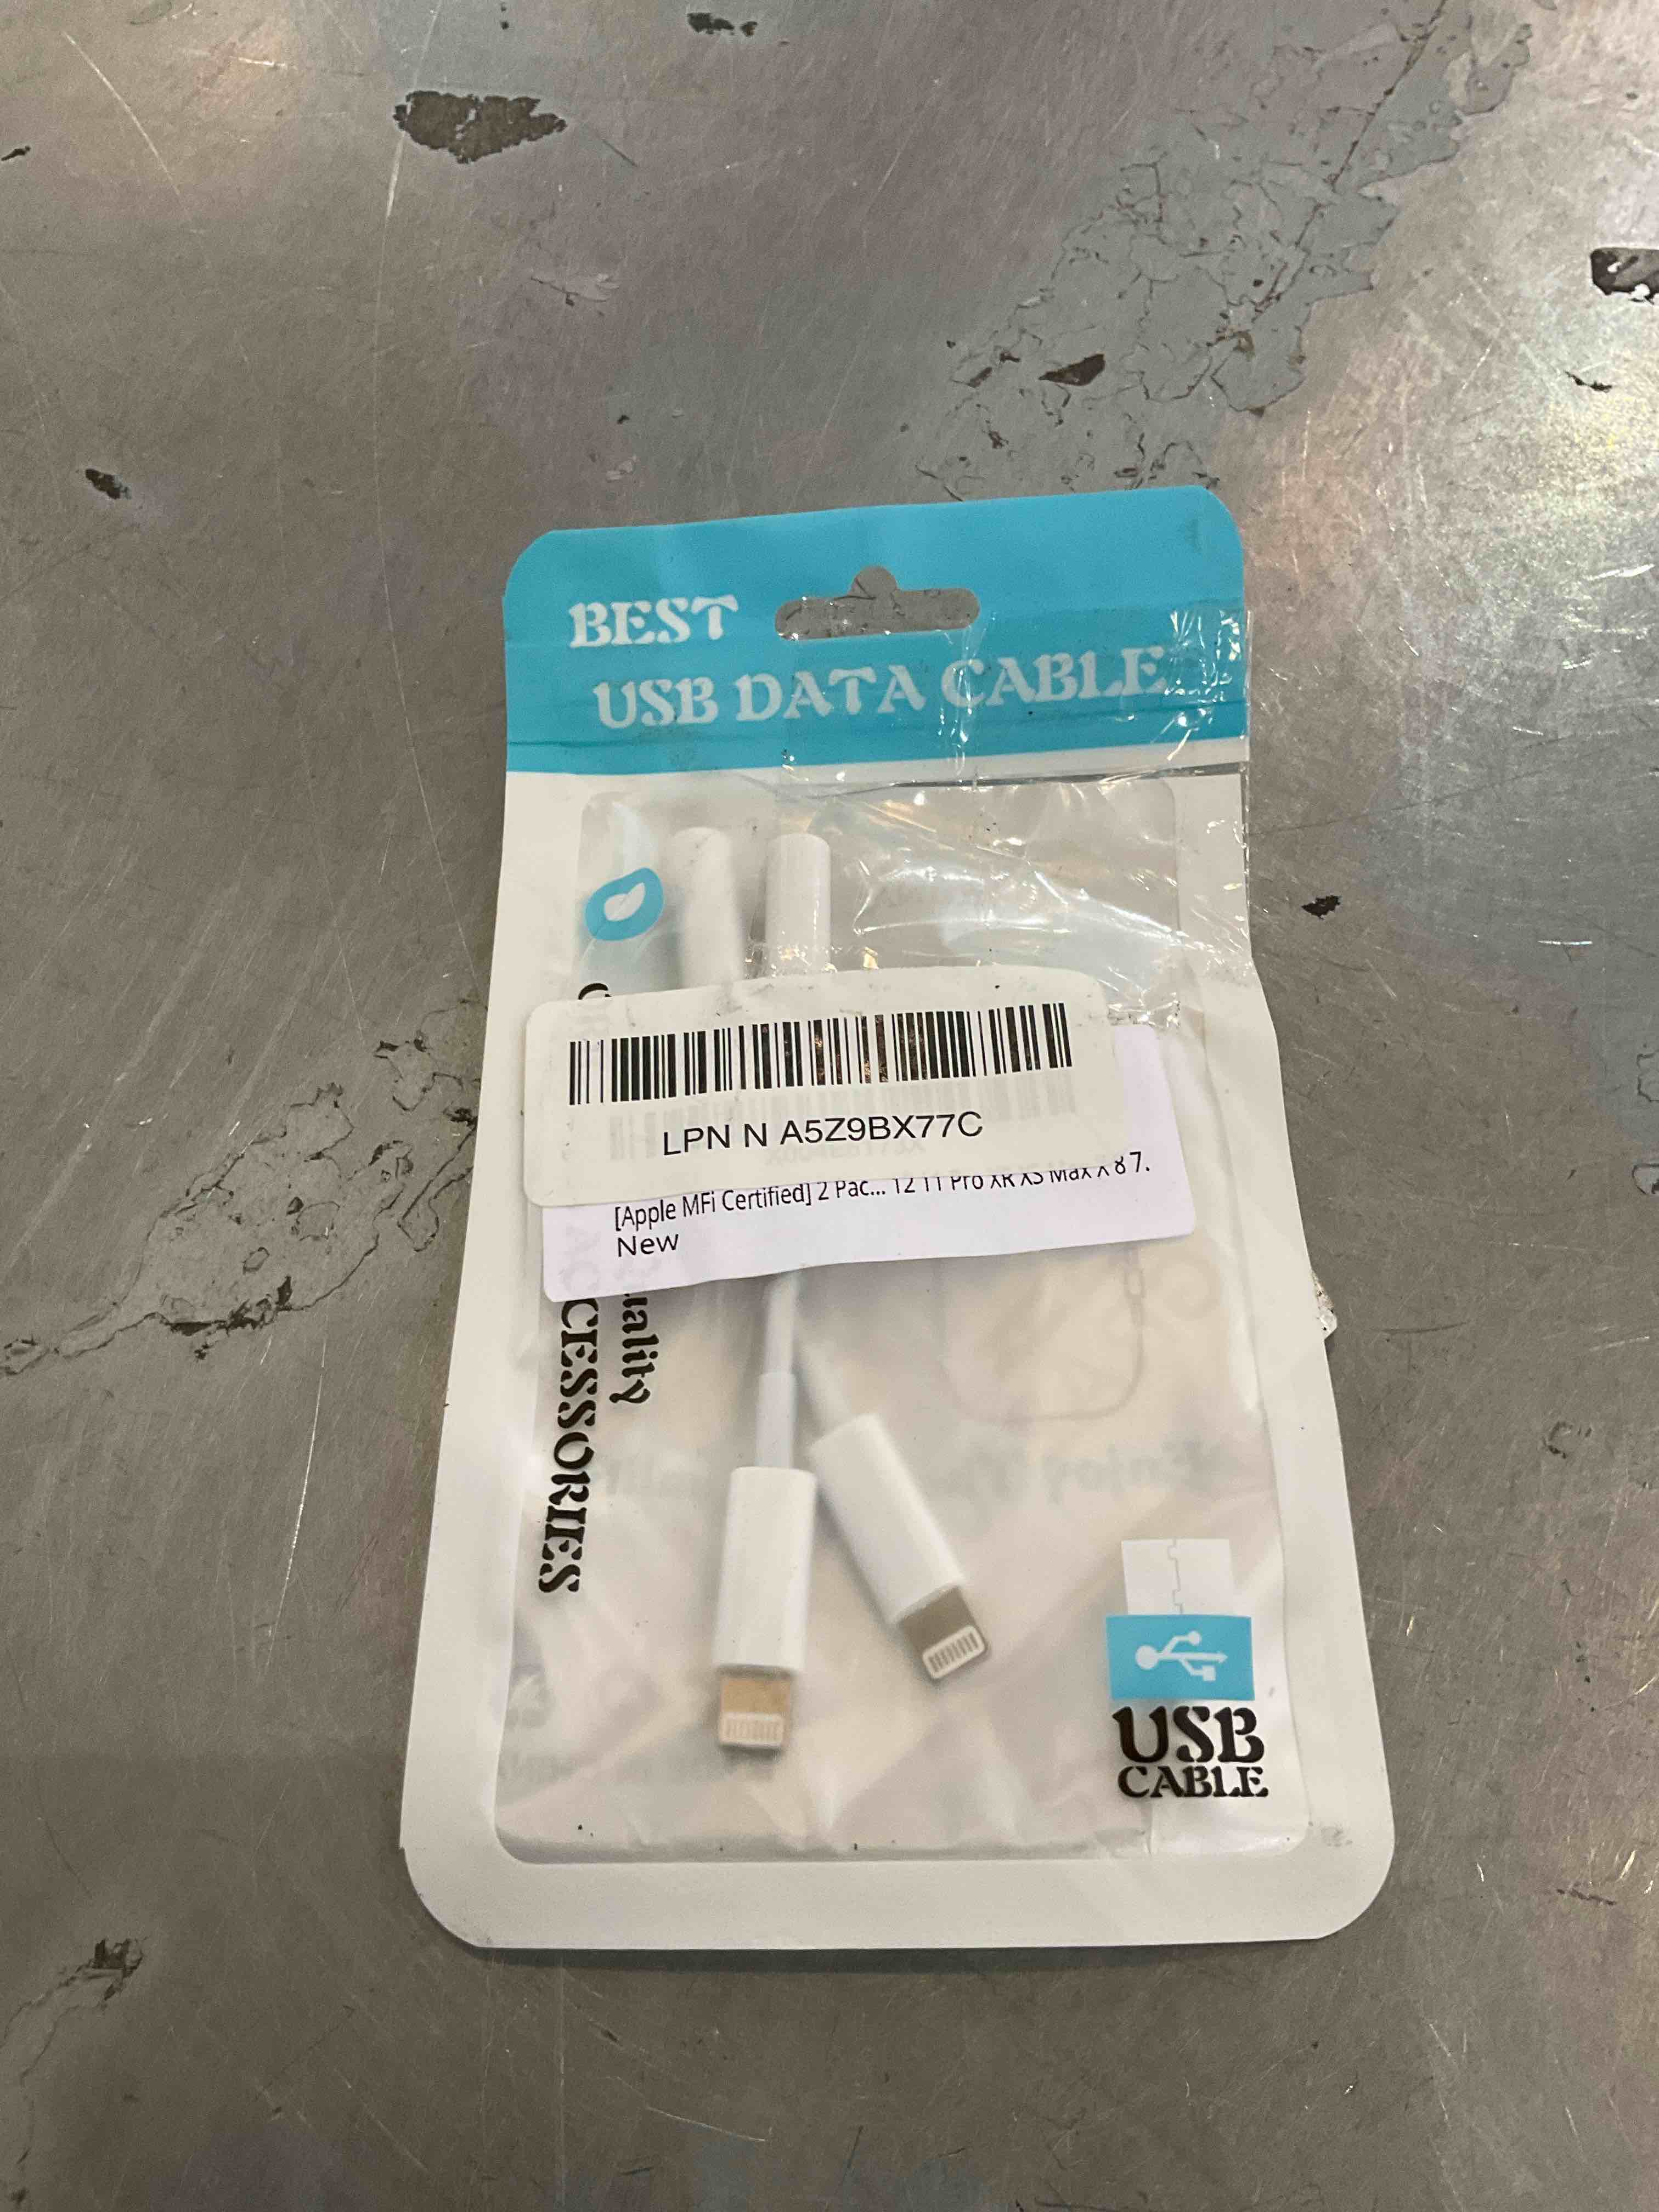 BEST
USB DATA CABLE
LPN N A5Z9BX77C
[Apple MFi Certified] 2 Pac... 12 11 Pro XR XS Max X 8 7.
New
ACCESSORIES
USB
CABLE